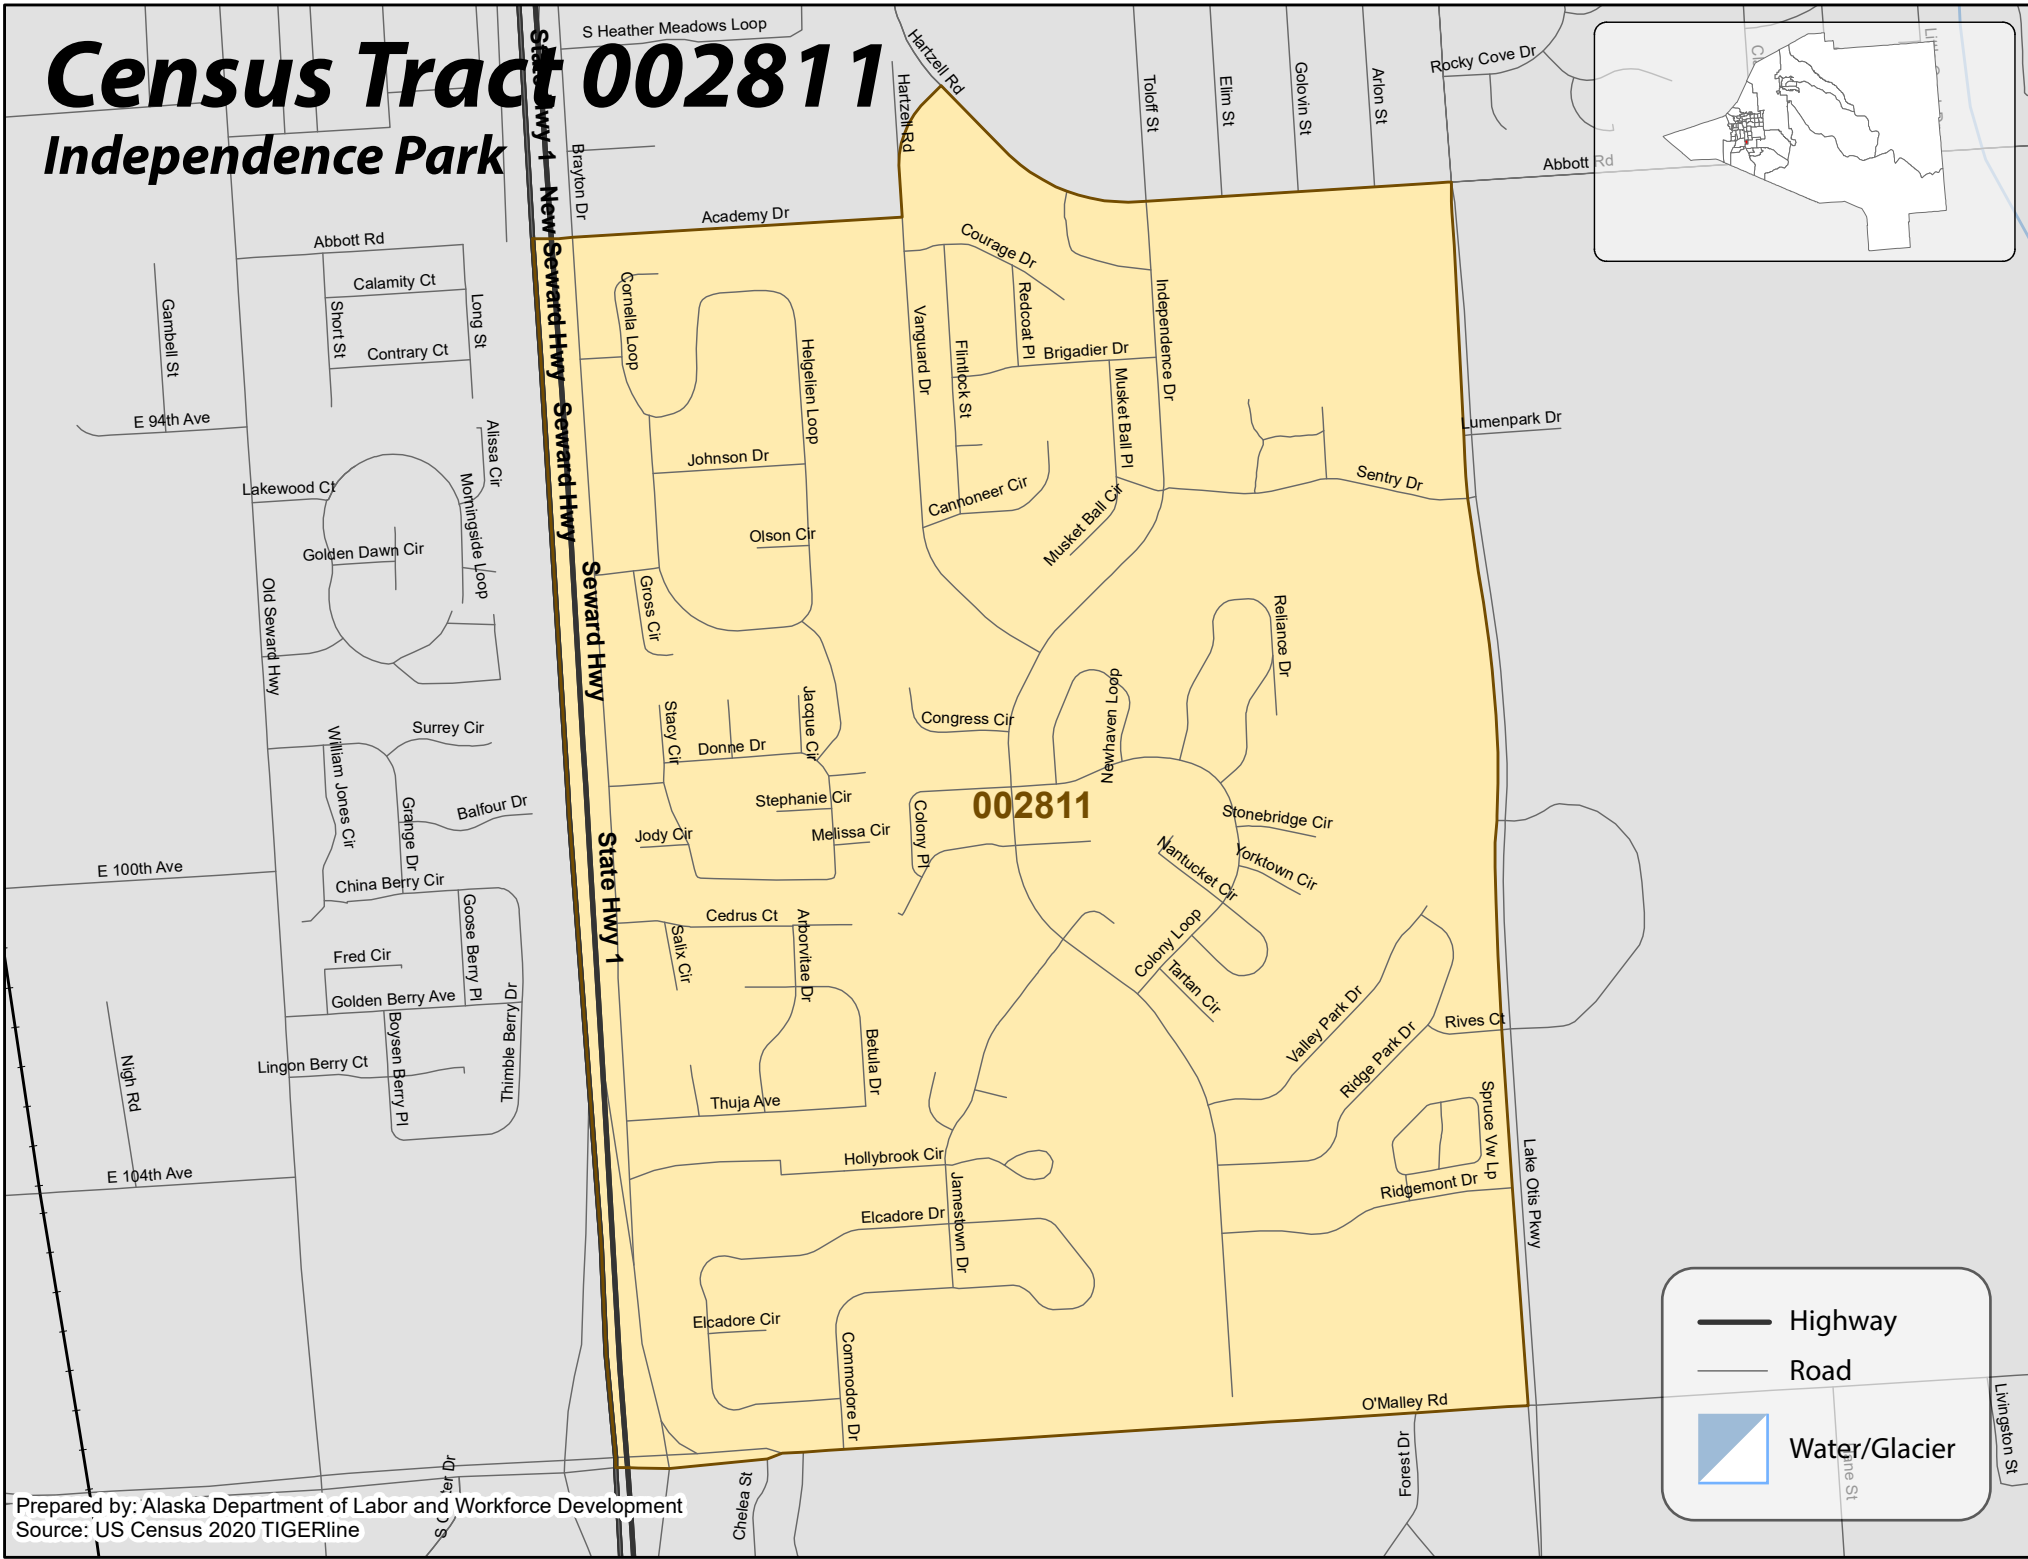 Census Tract 002811
Independence Park
S Heather Meadows Loop
Hartzell Rd
Hartzell Rd
Toloff St
Elim St
Golovin St
Arlon St
Rocky Cove Dr
Abbott Rd
State Hwy 1
New Seward Hwy
Seward Hwy
Seward Hwy
State Hwy 1
Brayton Dr
Academy Dr
Abbott Rd
Calamity Ct
Short St
Long St
Contrary Ct
Gambell St
E 94th Ave
Alissa Cir
Lakewood Ct
Morningside Loop
Golden Dawn Cir
Old Seward Hwy
Cornella Loop
Helgelien Loop
Johnson Dr
Olson Cir
Gross Cir
Courage Dr
Redcoat Pl
Vanguard Dr
Flintlock St
Brigadier Dr
Musket Ball Pl
Independence Dr
Cannoneer Cir
Musket Ball Cir
Lumenpark Dr
Sentry Dr
Reliance Dr
Newhaven Loop
Congress Cir
Surrey Cir
William Jones Cir
Grange Dr
Balfour Dr
Stacy Cir
Donne Dr
Jacque Cir
Stephanie Cir
Jody Cir
Melissa Cir
Colony Pl
002811
Stonebridge Cir
Yorktown Cir
Nantucket Cir
Colony Loop
Tartan Cir
E 100th Ave
China Berry Cir
Goose Berry Pl
Fred Cir
Golden Berry Ave
Boysen Berry Pl
Thimble Berry Dr
Lingon Berry Ct
Nigh Rd
E 104th Ave
Cedrus Ct
Salix Cir
Arborvitae Dr
Betula Dr
Thuja Ave
Valley Park Dr
Ridge Park Dr
Rives Ct
Spruce Vw Lp
Ridgemont Dr
Lake Otis Pkwy
Hollybrook Cir
Jamestown Dr
Elcadore Dr
Elcadore Cir
Commodore Dr
O'Malley Rd
Forest Dr
Chelea St
Livingston St
Highway
Road
Water/Glacier
Prepared by: Alaska Department of Labor and Workforce Development
Source: US Census 2020 TIGERline